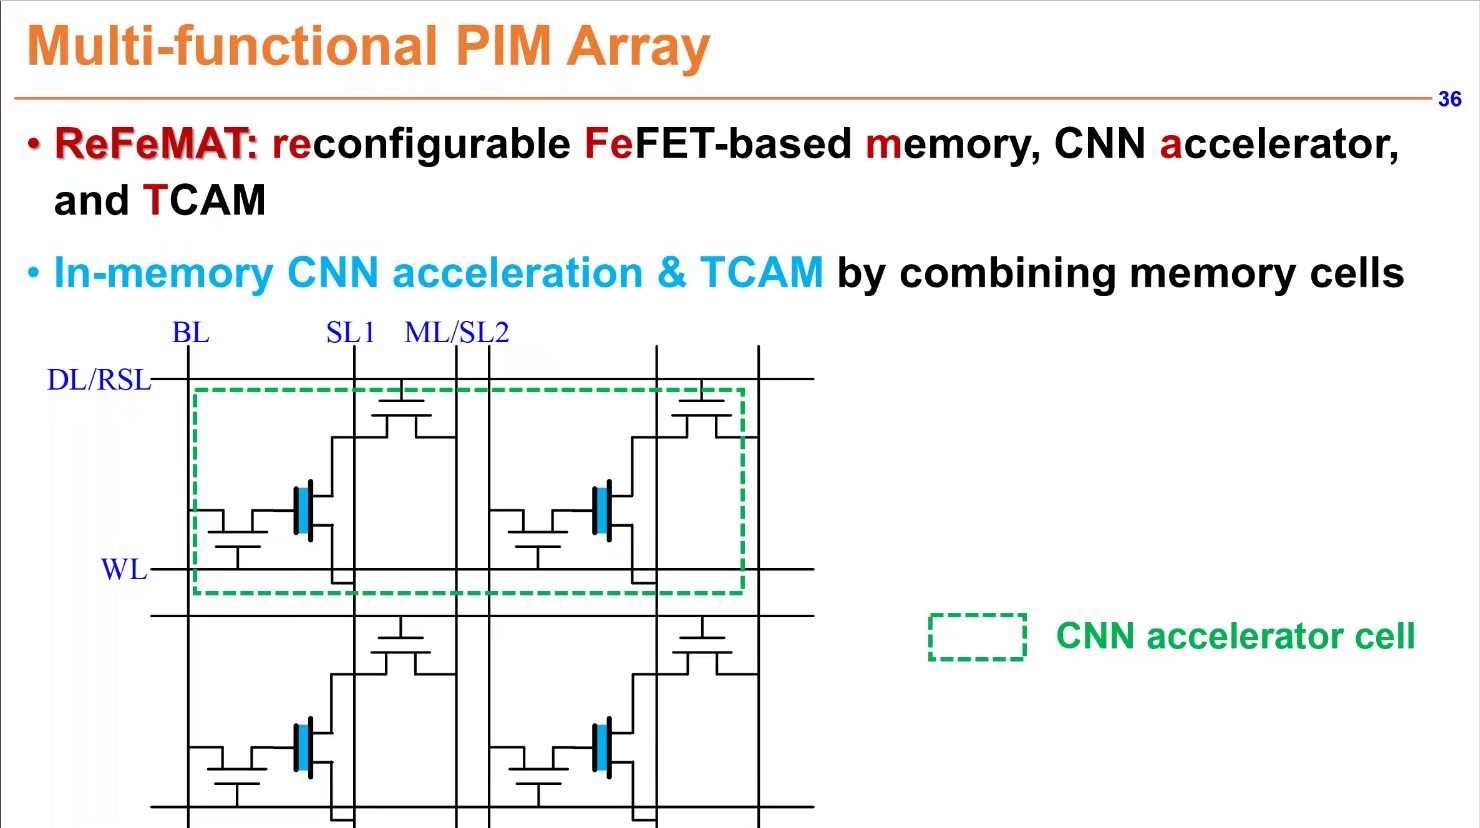 Multi-functional PIM Array
36
• ReFeMAT: reconfigurable FeFET-based memory, CNN accelerator,
and TCAM
• In-memory CNN acceleration & TCAM by combining memory cells
BL SL1 ML/SL2
DL/RSL
WL
CNN accelerator cell